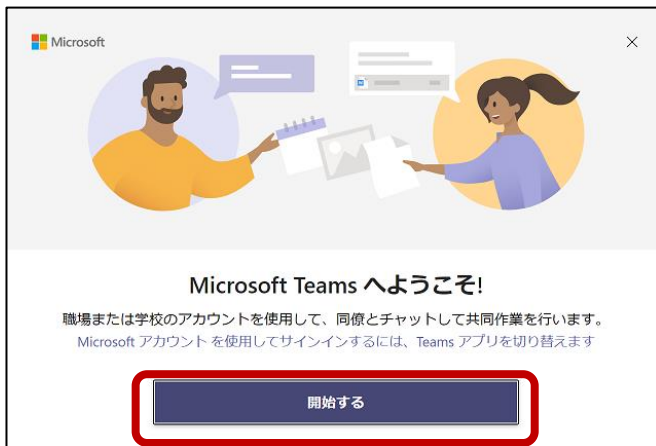 Microsoft
Microsoft Teams へようこそ!
職場または学校のアカウントを使用して、同僚とチャットして共同作業を行います。
Microsoft アカウント を使用してサインインするには、Teams アプリを切り替えます
開始する